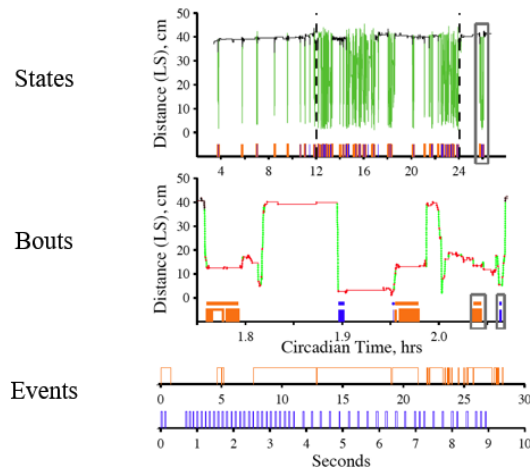 States
Distance (LS), cm
50
40
30
20
10
0
4 8 12 16 20 24
Bouts
Distance (LS), cm
50
40
30
20
10
0
1.8 1.9 2.0
Circadian Time, hrs
Events
0 5 10 15 20 25 30
0 1 2 3 4 5 6 7 8 9 10
Seconds